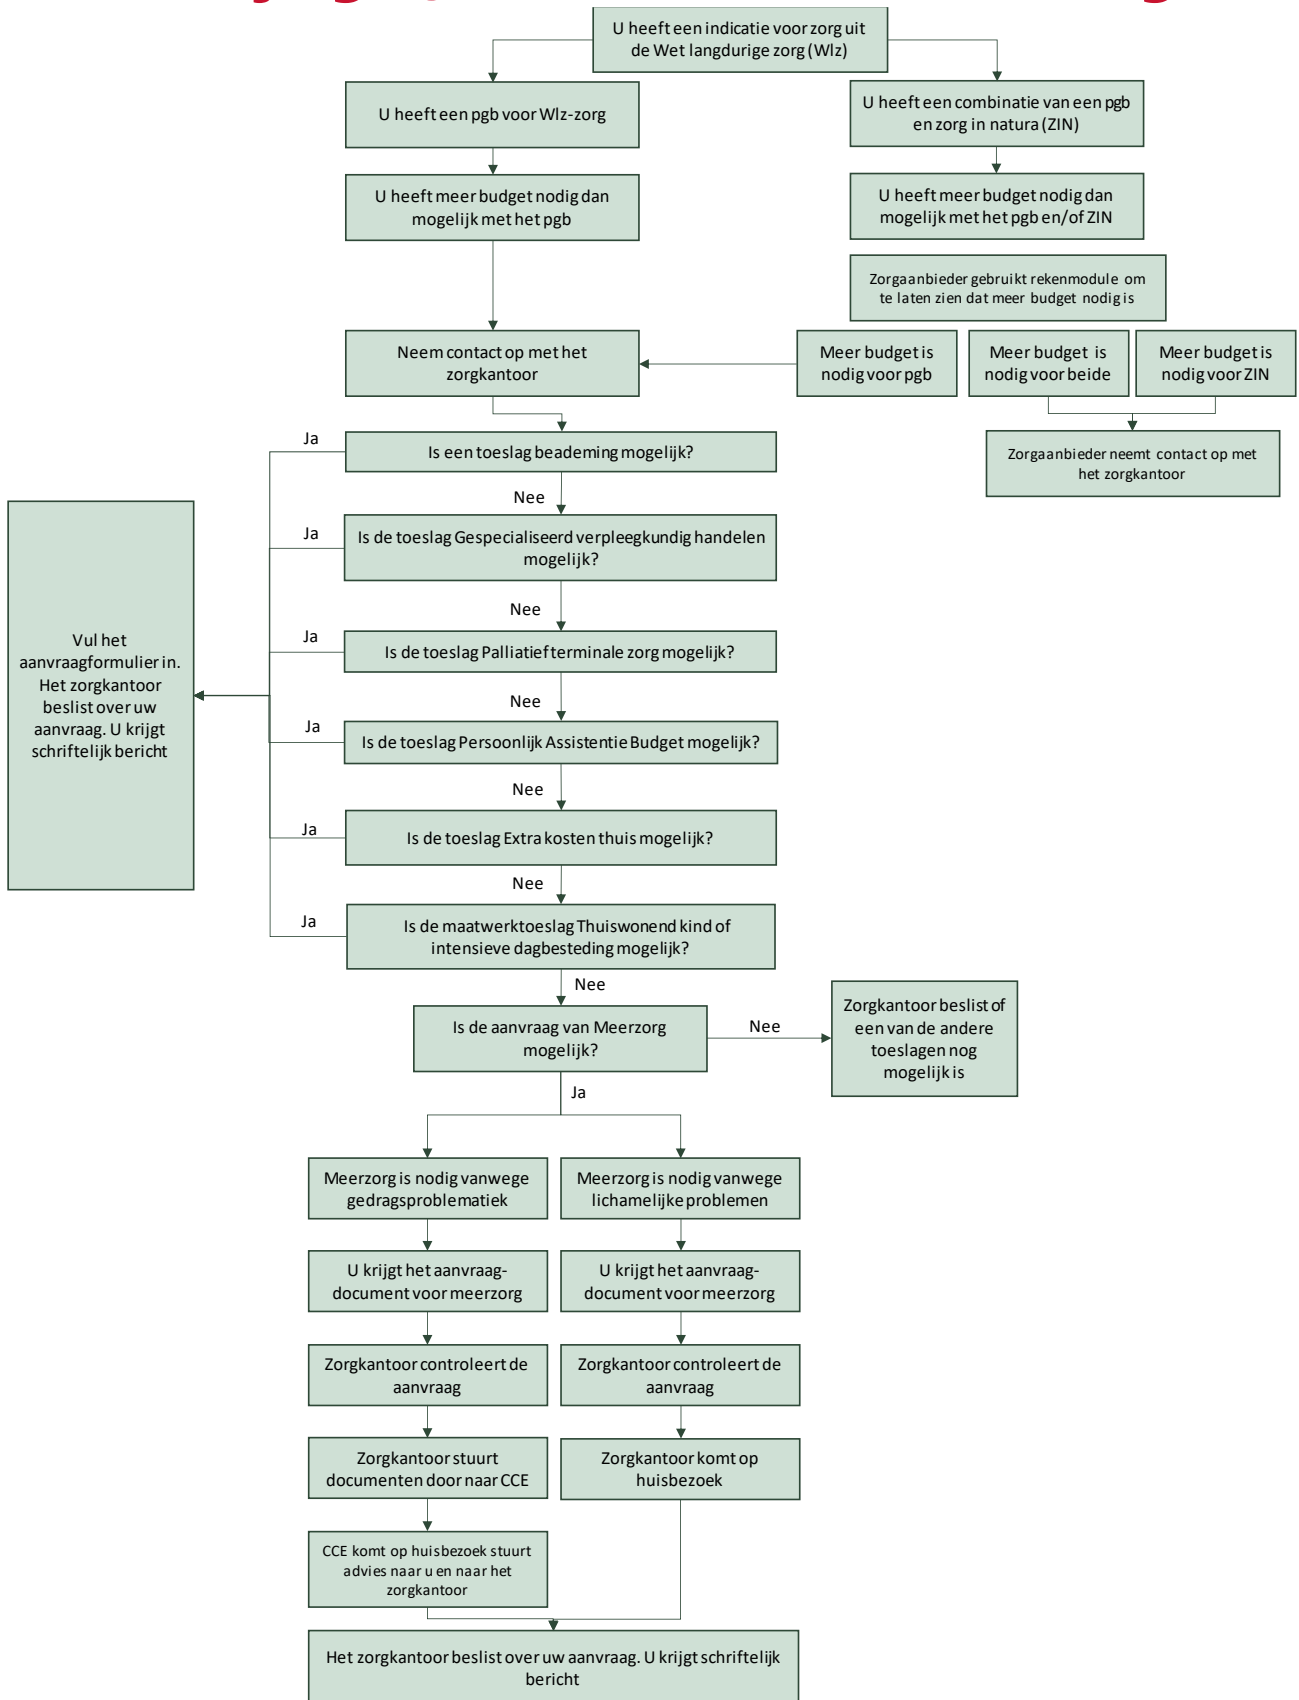 U heeft een indicatie voor zorg uit
de Wet langdurige zorg (Wlz)
U heeft een pgb voor Wlz-zorg
U heeft een combinatie van een pgb
en zorg in natura (ZIN)
U heeft meer budget nodig dan
mogelijk met het pgb
U heeft meer budget nodig dan
mogelijk met het pgb en/of ZIN
Zorgaanbieder gebruikt rekenmodule om
te laten zien dat meer budget nodig is
Neem contact op met het
zorgkantoor
Meer budget is
nodig voor pgb
Meer budget is
nodig voor beide
Meer budget is
nodig voor ZIN
Zorgaanbieder neemt contact op met
het zorgkantoor
Ja
Is een toeslag beademing mogelijk?
Nee
Ja
Is de toeslag Gespecialiseerd verpleegkundig handelen
mogelijk?
Nee
Ja
Is de toeslag Palliatief terminale zorg mogelijk?
Nee
Vul het
aanvraagformulier in.
Het zorgkantoor
beslist over uw
aanvraag. U krijgt
schriftelijk bericht
Ja
Is de toeslag Persoonlijk Assistentie Budget mogelijk?
Nee
Ja
Is de toeslag Extra kosten thuis mogelijk?
Nee
Ja
Is de maatwerktoeslag Thuiswonend kind of
intensieve dagbesteding mogelijk?
Nee
Is de aanvraag van Meerzorg
mogelijk?
Nee
Zorgkantoor beslist of
een van de andere
toeslagen nog
mogelijk is
Ja
Meerzorg is nodig vanwege
gedragsproblematiek
Meerzorg is nodig vanwege
lichamelijke problemen
U krijgt het aanvraag-
document voor meerzorg
U krijgt het aanvraag-
document voor meerzorg
Zorgkantoor controleert de
aanvraag
Zorgkantoor controleert de
aanvraag
Zorgkantoor stuurt
documenten door naar CCE
Zorgkantoor komt op
huisbezoek
CCE komt op huisbezoek stuurt
advies naar u en naar het
zorgkantoor
Het zorgkantoor beslist over uw aanvraag. U krijgt schriftelijk
bericht